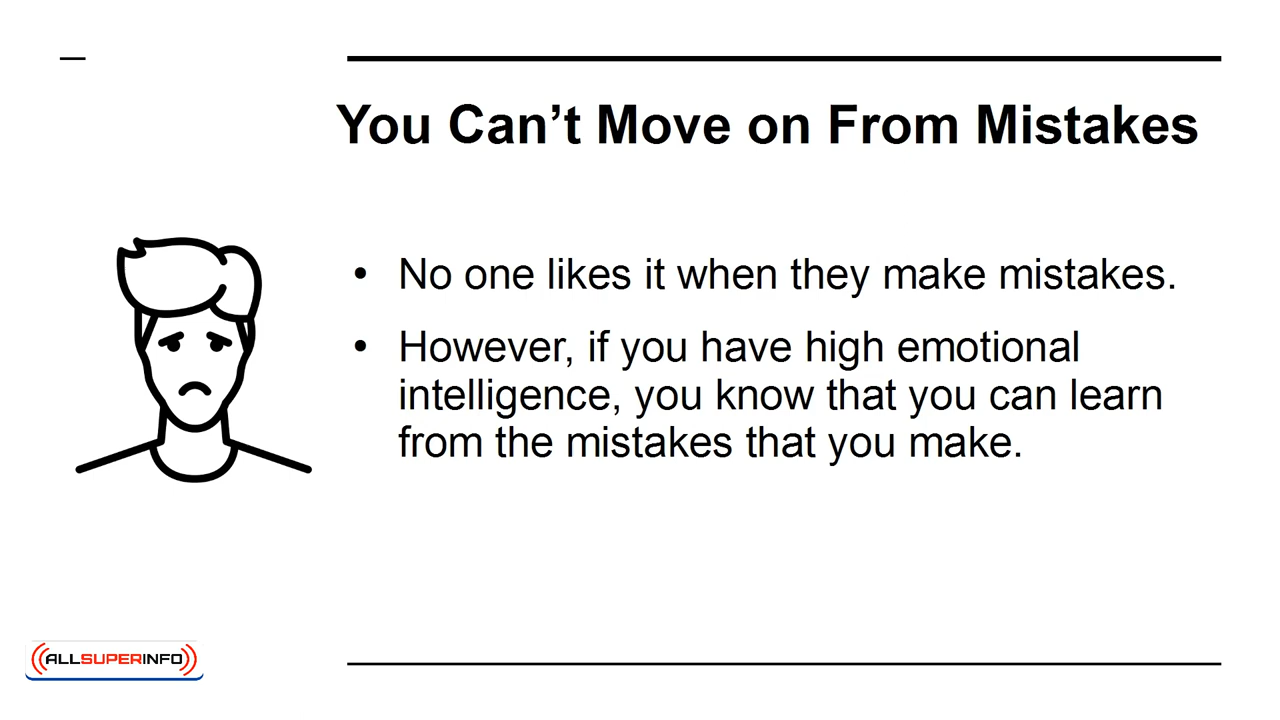 You Can’t Move on From Mistakes
• No one likes it when they make mistakes.
• However, if you have high emotional
intelligence, you know that you can learn
from the mistakes that you make.
ALLSUPERINFO